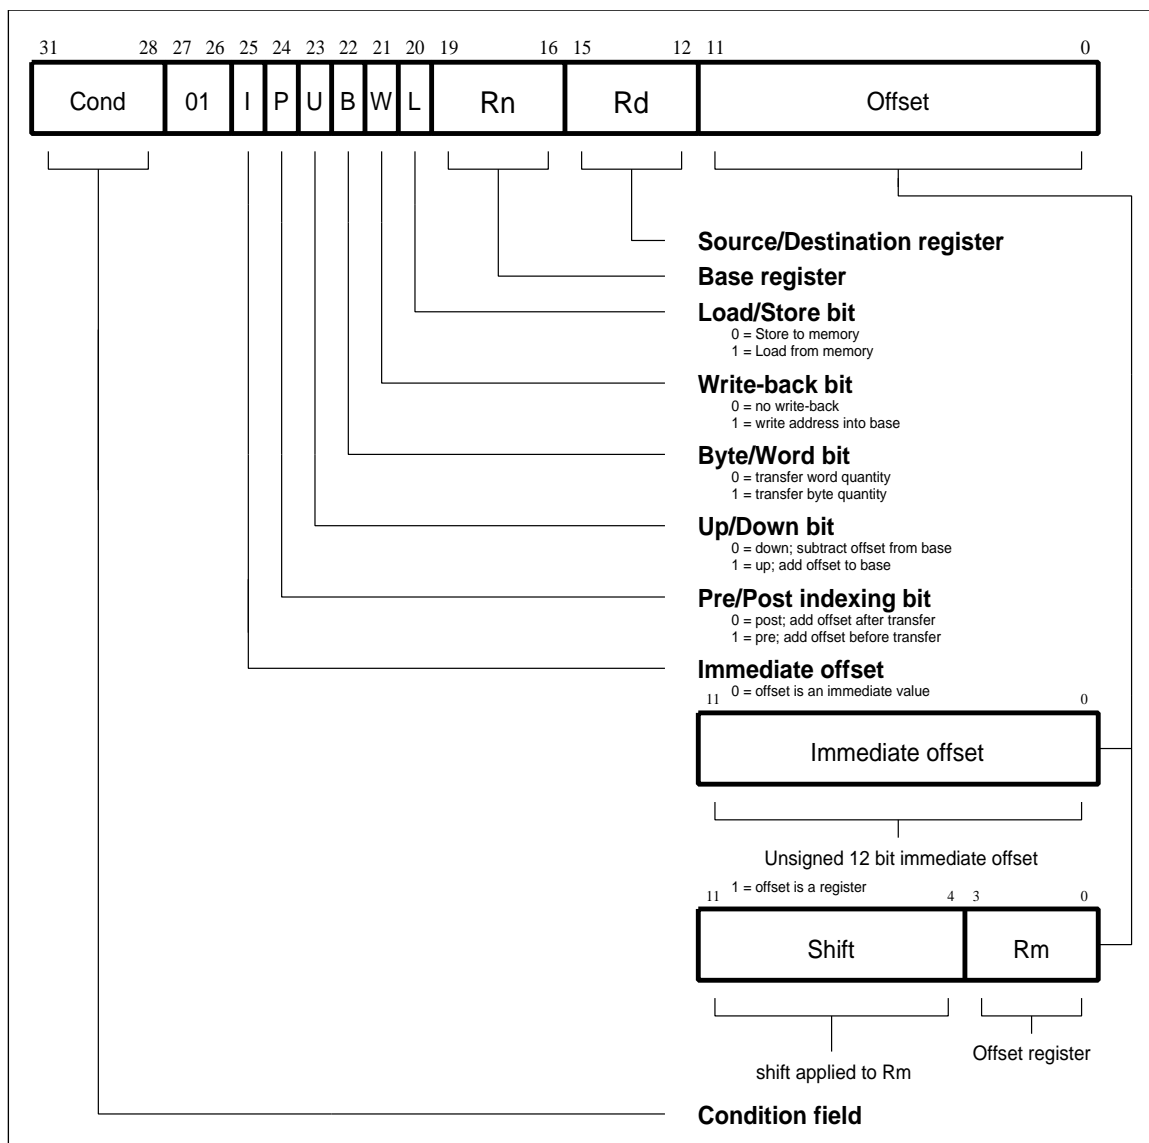 31 28 27 26 25 24 23 22 21 20 19 16 15 12 11 0
Cond 01 I P U B W L Rn Rd Offset
Source/Destination register
Base register
Load/Store bit
0 = Store to memory
1 = Load from memory
Write-back bit
0 = no write-back
1 = write address into base
Byte/Word bit
0 = transfer word quantity
1 = transfer byte quantity
Up/Down bit
0 = down; subtract offset from base
1 = up; add offset to base
Pre/Post indexing bit
0 = post; add offset after transfer
1 = pre; add offset before transfer
Immediate offset
0 = offset is an immediate value
11 0
Immediate offset
Unsigned 12 bit immediate offset
1 = offset is a register
11 4 3 0
Shift Rm
Offset register
shift applied to Rm
Condition field